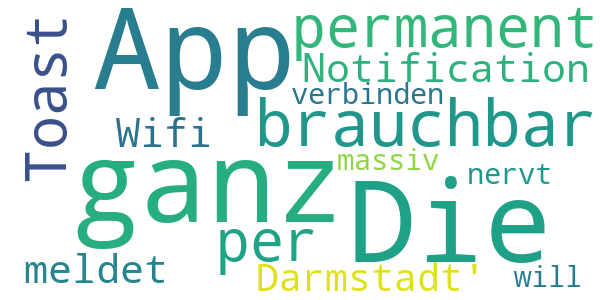 Toast
App
permanent
Notification
verbinden
Wifi
brauchbar
ganz
massiv
nervt
Die
per
meldet
Darmstadt'
will